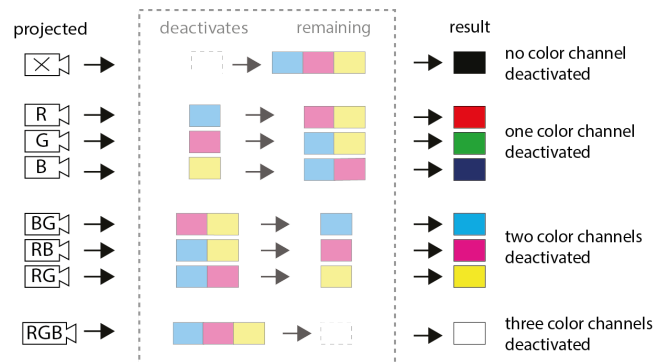 projected deactivates remaining result
X
no color channel
deactivated
R
G
B
one color channel
deactivated
BG
RB
RG
two color channels
deactivated
RGB
three color channels
deactivated